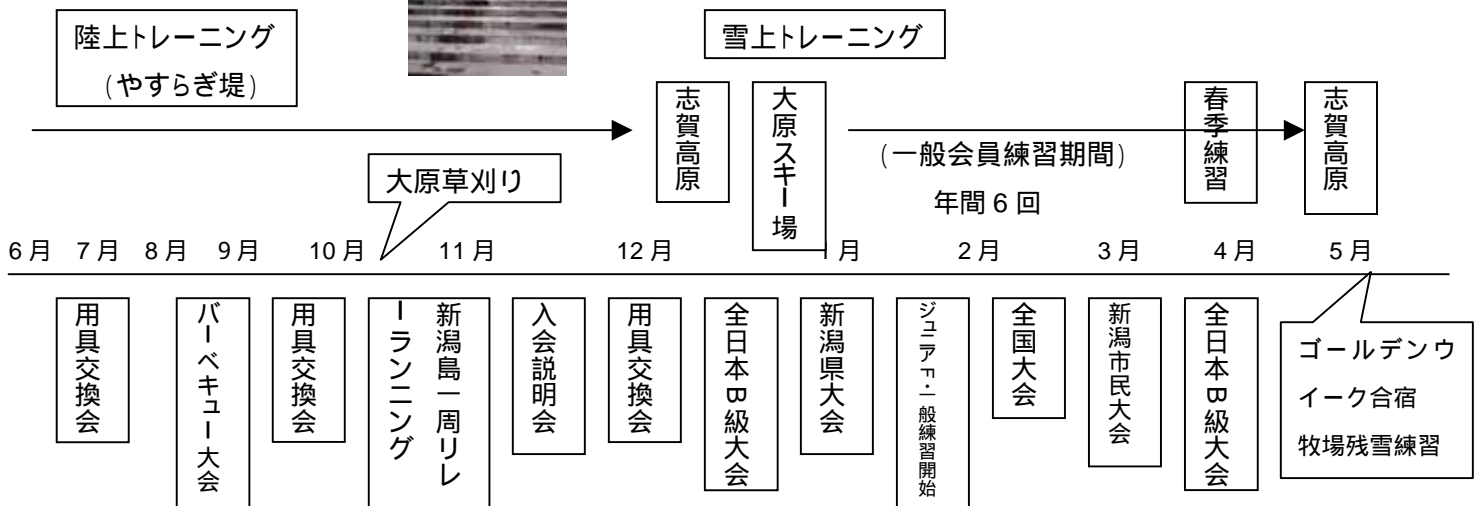 陸上トレーニング
(やすらぎ堤)
雪上トレーニング
志賀高原
大原スキー場
(一般会員練習期間)
年間6回
春季練習
志賀高原
大原草刈り
6月 7月 8月 9月 10月 11月 12月 1月 2月 3月 4月 5月
用具交換会
バーベキュー大会
用具交換会
新潟島一周リレ
ーランニング
入会説明会
用具交換会
全日本B級大会
新潟県大会
ジュニアF・一般練習開始
全国大会
新潟市民大会
全日本B級大会
ゴールデンウ
イーク合宿
牧場残雪練習